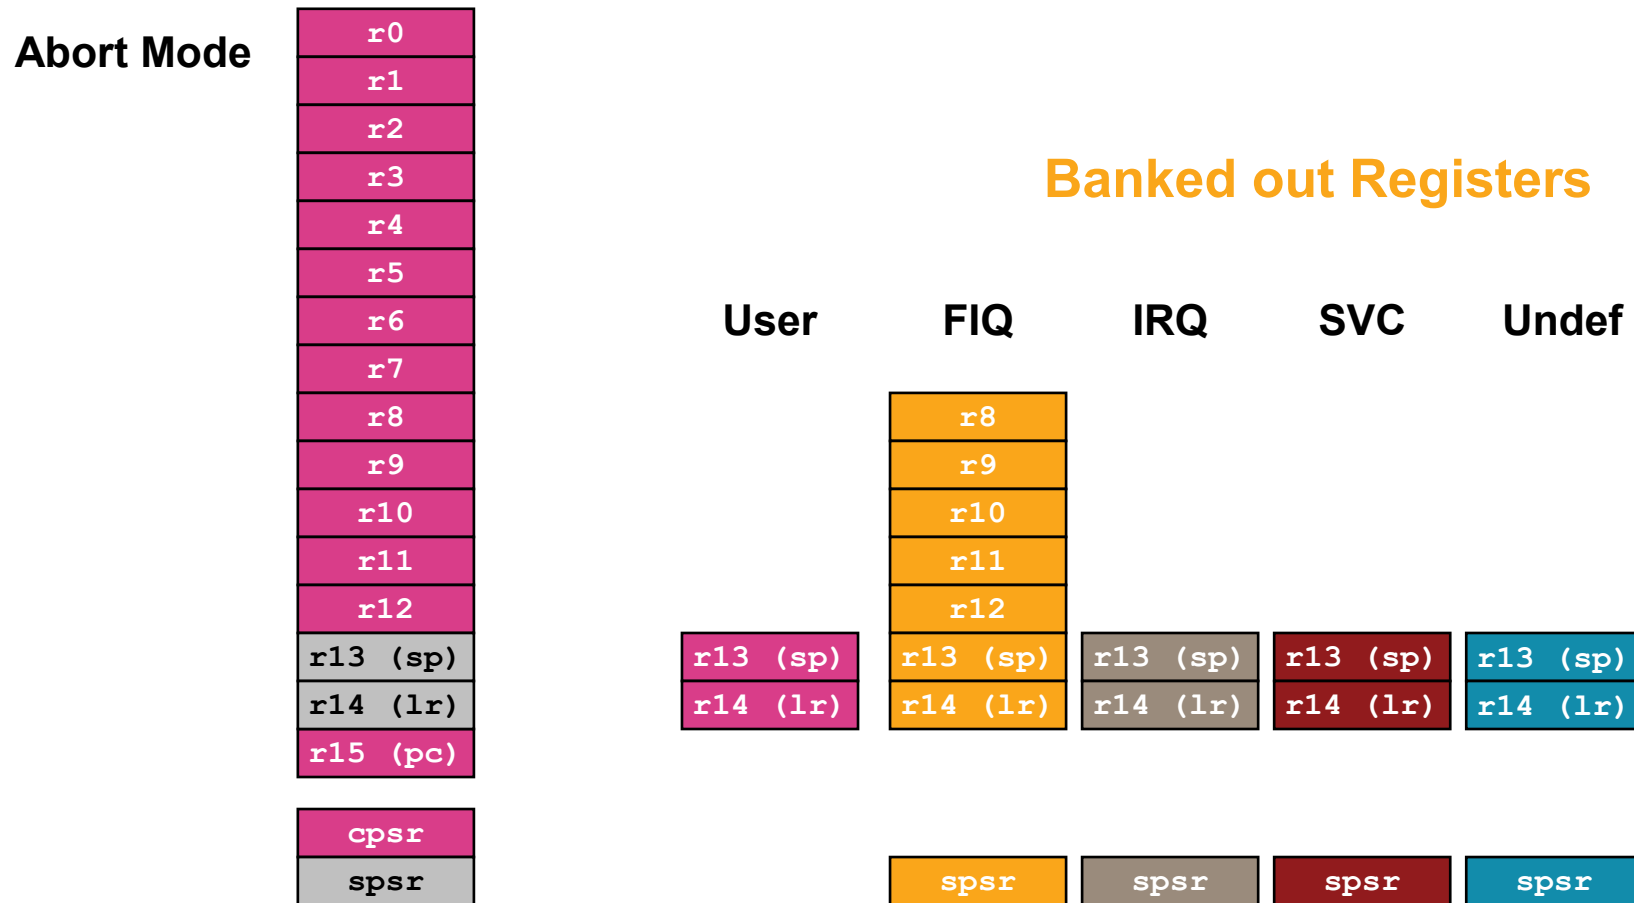 Abort Mode
r0
r1
r2
r3
r4
r5
r6
r7
r8
r9
r10
r11
r12
r13 (sp)
r14 (lr)
r15 (pc)
cpsr
spsr
Banked out Registers
User FIQ IRQ SVC Undef
r8
r9
r10
r11
r12
r13 (sp) r13 (sp) r13 (sp) r13 (sp) r13 (sp)
r14 (lr) r14 (lr) r14 (lr) r14 (lr) r14 (lr)
spsr spsr spsr spsr